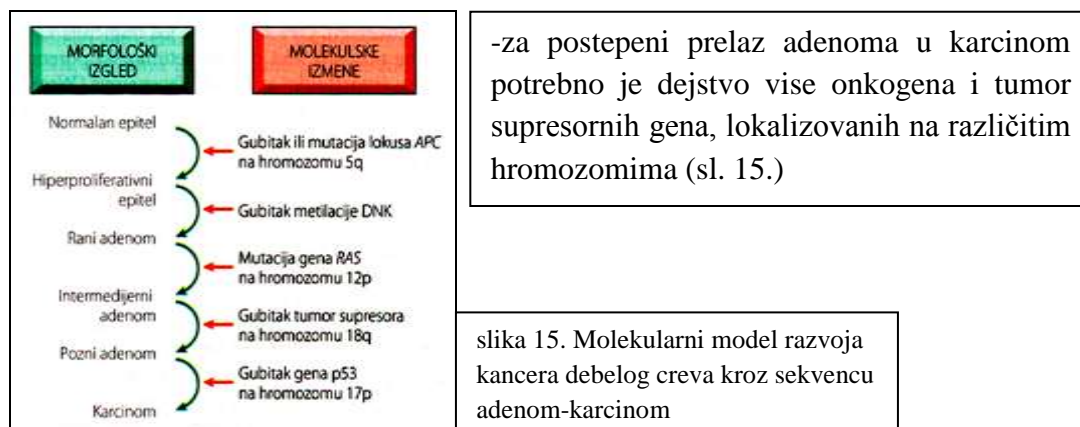 MORFOLOŠKI
IZGLED
MOLEKULSKE
IZMENE
Normalan epitel
Gubitak ili mutacija lokusa APC
na hromozomu 5q
Hiperproliferativni
epitel
Gubitak metilacije DNK
Rani adenom
Mutacija gena RAS
na hromozomu 12p
Intermedijerni
adenom
Gubitak tumor supresora
na hromozomu 18q
Pozni adenom
Gubitak gena p53
na hromozomu 17p
Karcinom
-za postepeni prelaz adenoma u karcinom
potrebno je dejstvo vise onkogena i tumor
supresornih gena, lokalizovanih na različitim
hromozomima (sl. 15.)
slika 15. Molekularni model razvoja
kancera debelog creva kroz sekvencu
adenom-karcinom